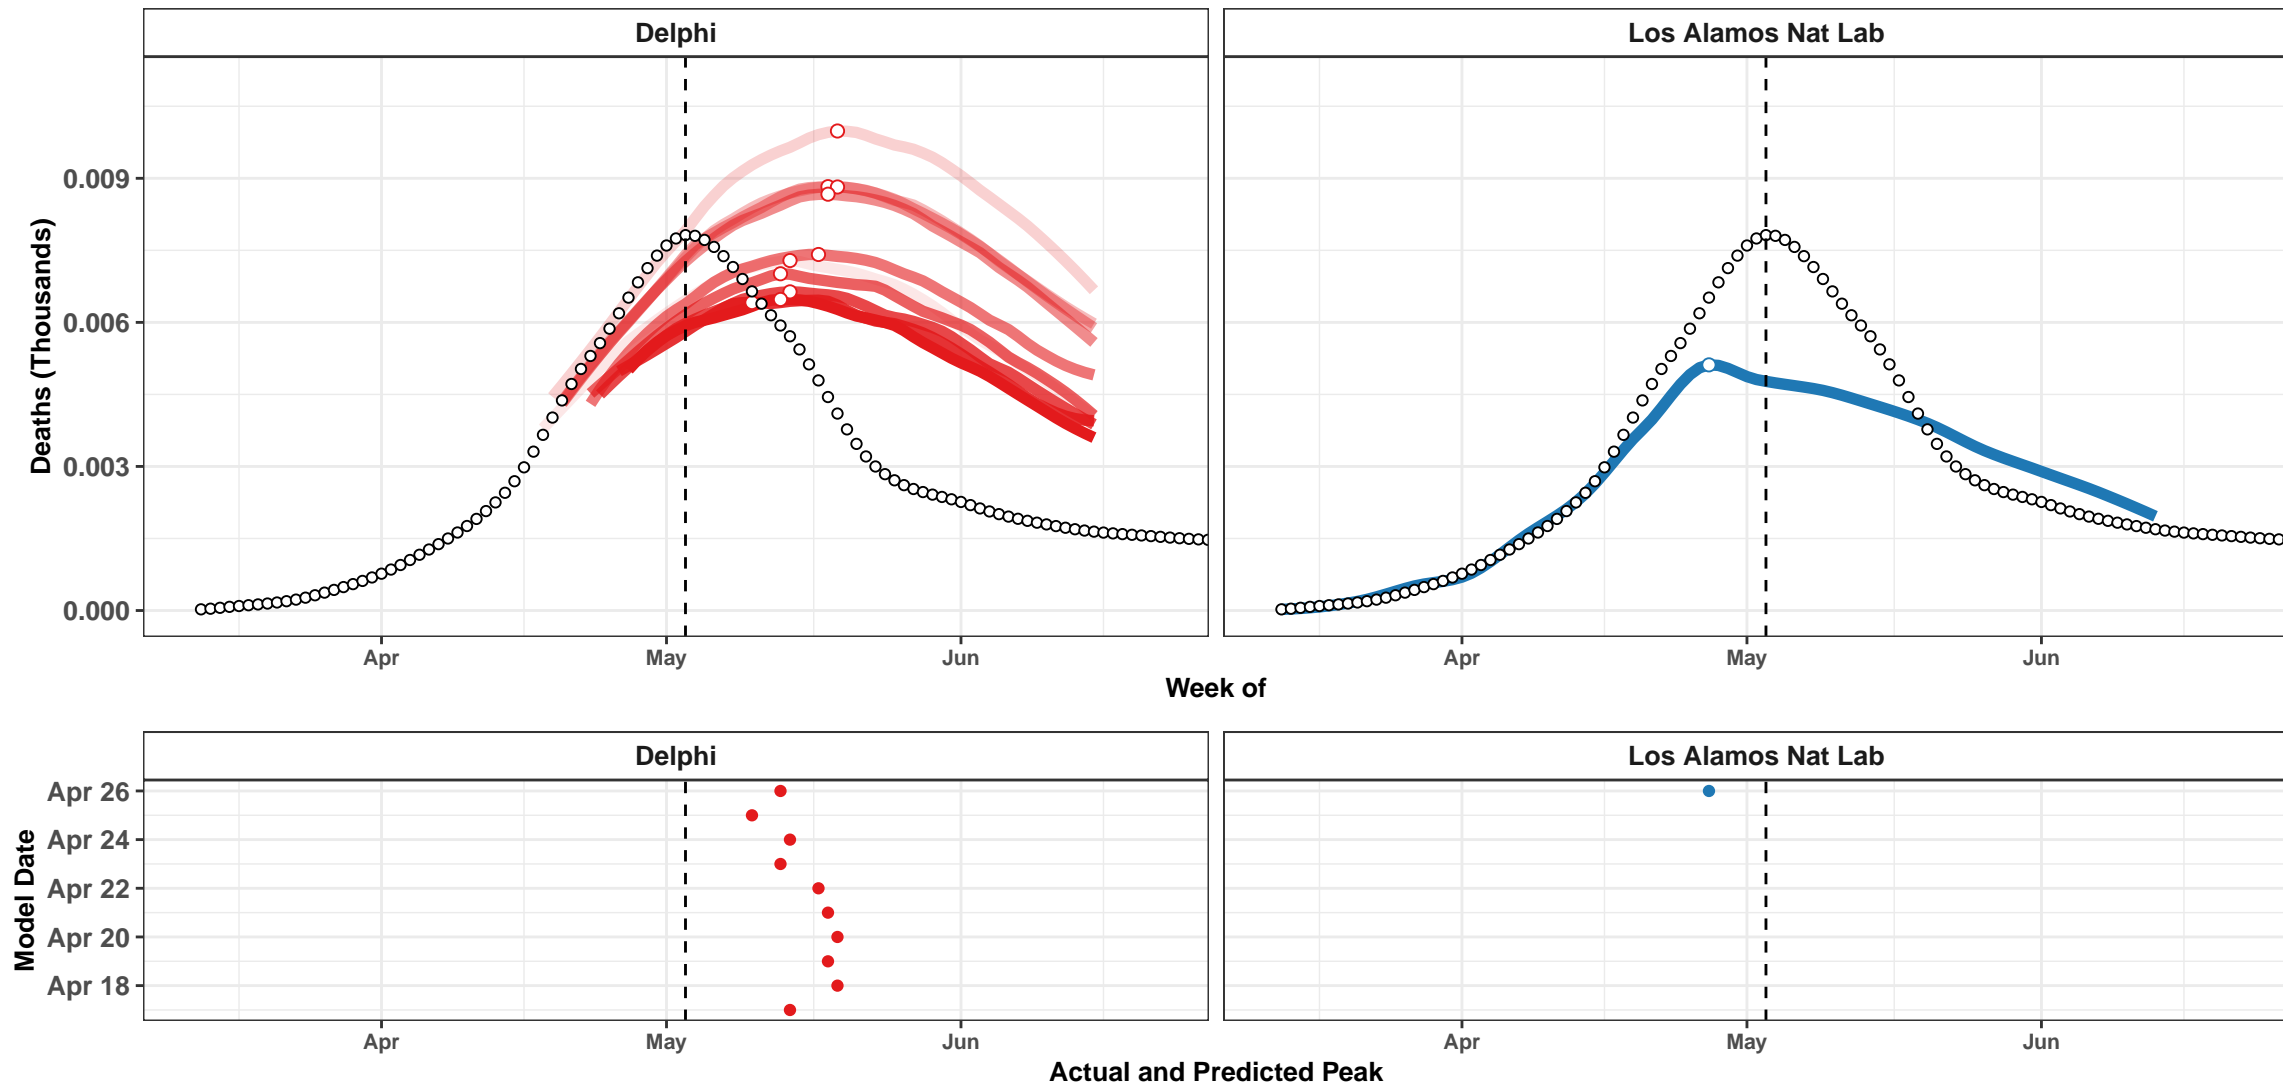 Delphi
Los Alamos Nat Lab
Deaths (Thousands)
0.009
0.006
0.003
0.000
Apr
May
Jun
Apr
May
Jun
Week of
Delphi
Los Alamos Nat Lab
Model Date
Apr 26
Apr 24
Apr 22
Apr 20
Apr 18
Apr
May
Jun
Apr
May
Jun
Actual and Predicted Peak